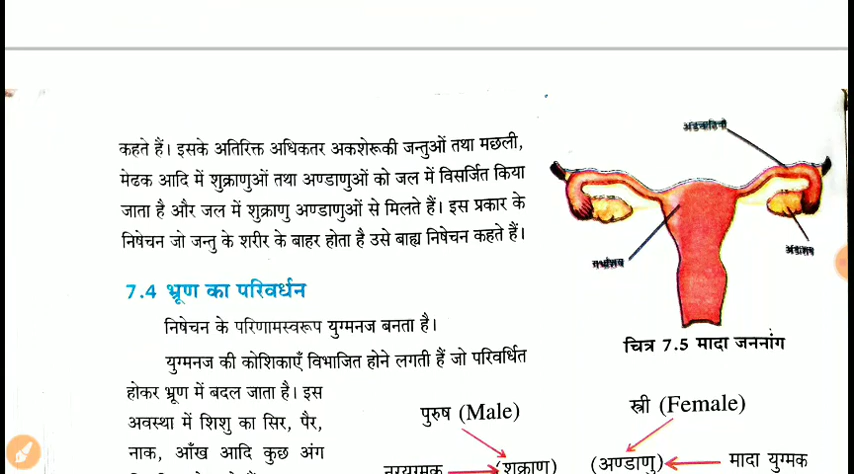 कहते हैं। इसके अतिरिक्त अधिकतर अकशेरूकी जन्तुओं तथा मछली,
मेढक आदि में शुक्राणुओं तथा अण्डाणुओं को जल में विसर्जित किया
जाता है और जल में शुक्राणु अण्डाणुओं से मिलते हैं। इस प्रकार के
निषेचन जो जन्तु के शरीर के बाहर होता है उसे बाह्य निषेचन कहते हैं।
अंडवाहिनी
अंडाशय
गर्भाशय
चित्र 7.5 मादा जननांग
7.4 भ्रूण का परिवर्धन
निषेचन के परिणामस्वरूप युग्मनज बनता है।
युग्मनज की कोशिकाएँ विभाजित होने लगती हैं जो परिवर्धित
होकर भ्रूण में बदल जाता है। इस
अवस्था में शिशु का सिर, पैर,
नाक, आँख आदि कुछ अंग
पुरुष (Male)
स्त्री (Female)
नरयुग्मक
(शुक्राणु)
(अण्डाणु)
मादा युग्मक